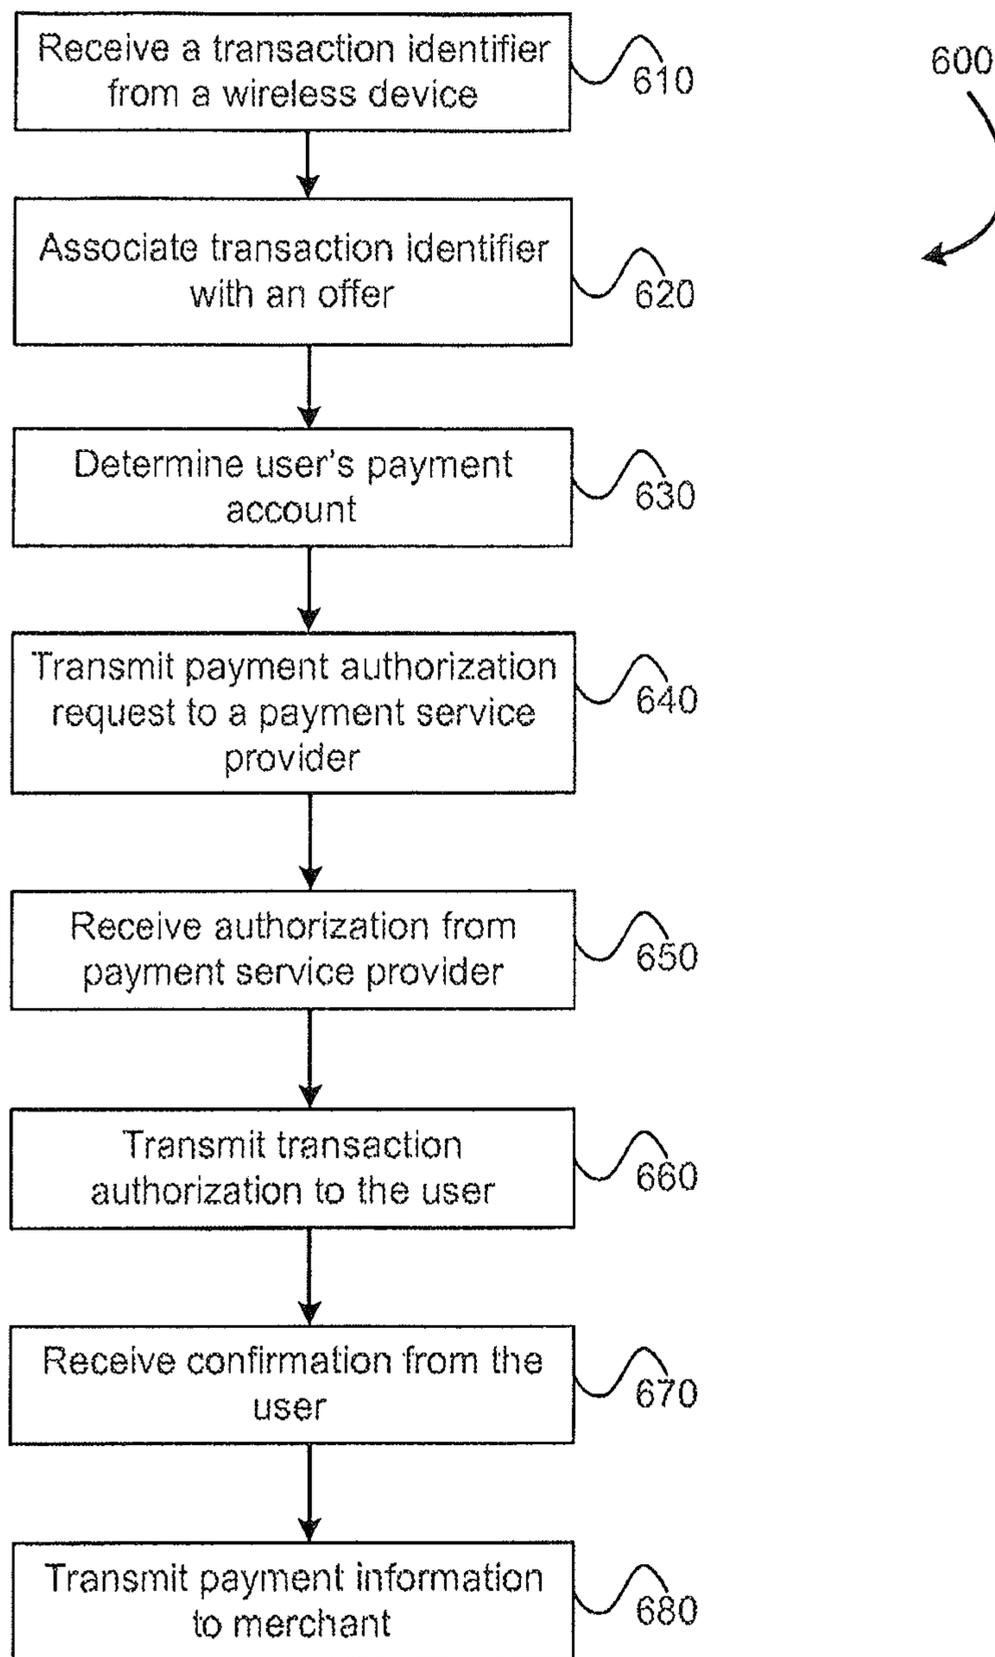 Receive a transaction identifier
from a wireless device
610
600
Associate transaction identifier
with an offer
620
Determine user's payment
account
630
Transmit payment authorization
request to a payment service
provider
640
Receive authorization from
payment service provider
650
Transmit transaction
authorization to the user
660
Receive confirmation from the
user
670
Transmit payment information
to merchant
680